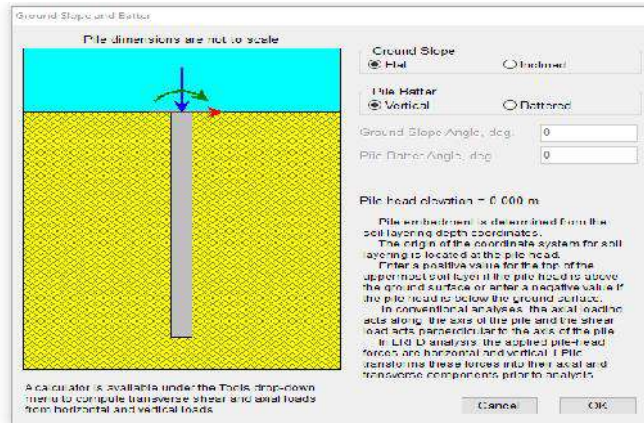 Ground Slope and Batter
Pile dimensions are not to scale
Ground Slope
Flat
Inclined
Pile Batter
Vertical
Battered
Ground Slope Angle, deg.
0
Pile Batter Angle, deg.
0
Pile head elevation = 0.000 m
Pile embedment is determined from the
soil layering depth coordinates.
The origin of the coordinate system for soil
layering is located at the pile head.
Enter a positive value for the top of the
uppermost soil layer if the pile head is above
the ground surface or enter a negative value if
the pile head is below the ground surface.
In conventional analyses, the axial loading
acts along the axis of the pile and the shear
load acts perpendicular to the axis of the pile.
In LRFD analysis, the applied pile-head
forces are horizontal and vertical. LPile
transforms these forces into their axial and
transverse components prior to analysis.
A calculator is available under the Tools drop-down
menu to compute transverse shear and axial loads
from horizontal and vertical loads.
Cancel
OK